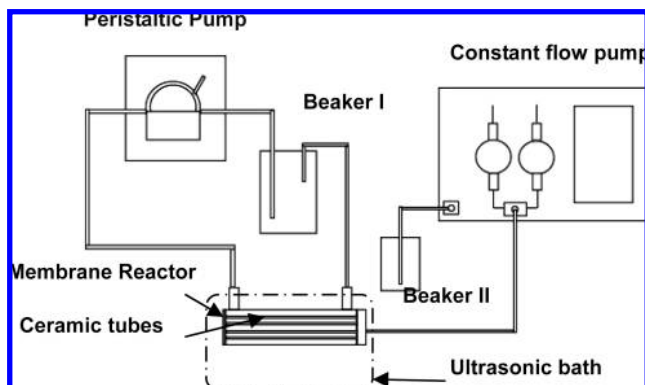 Peristaltic Pump
Constant flow pump
Beaker I
Membrane Reactor
Beaker II
Ceramic tubes
Ultrasonic bath